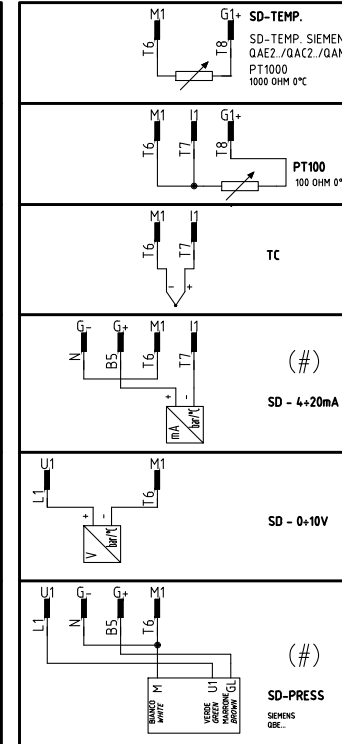 M1 G1+ SD-TEMP.
T6 T8
SD-TEMP. SIEMEN
QAE2../QAC2../QAM
PT1000
1000 OHM 0°C
M1 I1 G1+
T6 T7 T8
PT100
100 OHM 0°
M1 I1
T6 T7
TC
- +
G- G+ M1 I1
N B5 T6 T7
(#)
+ -
mA bar/°C
SD - 4÷20mA
U1 M1
L1 T6
+ -
V bar/°C
SD - 0÷10V
U1 G- G+ M1
L1 N B5 T6
(#)
M U1 GL
BIANCO
WHITE
VERDE
GREEN
MARRONE
BROWN
SD-PRESS
SIEMENS
QBE...